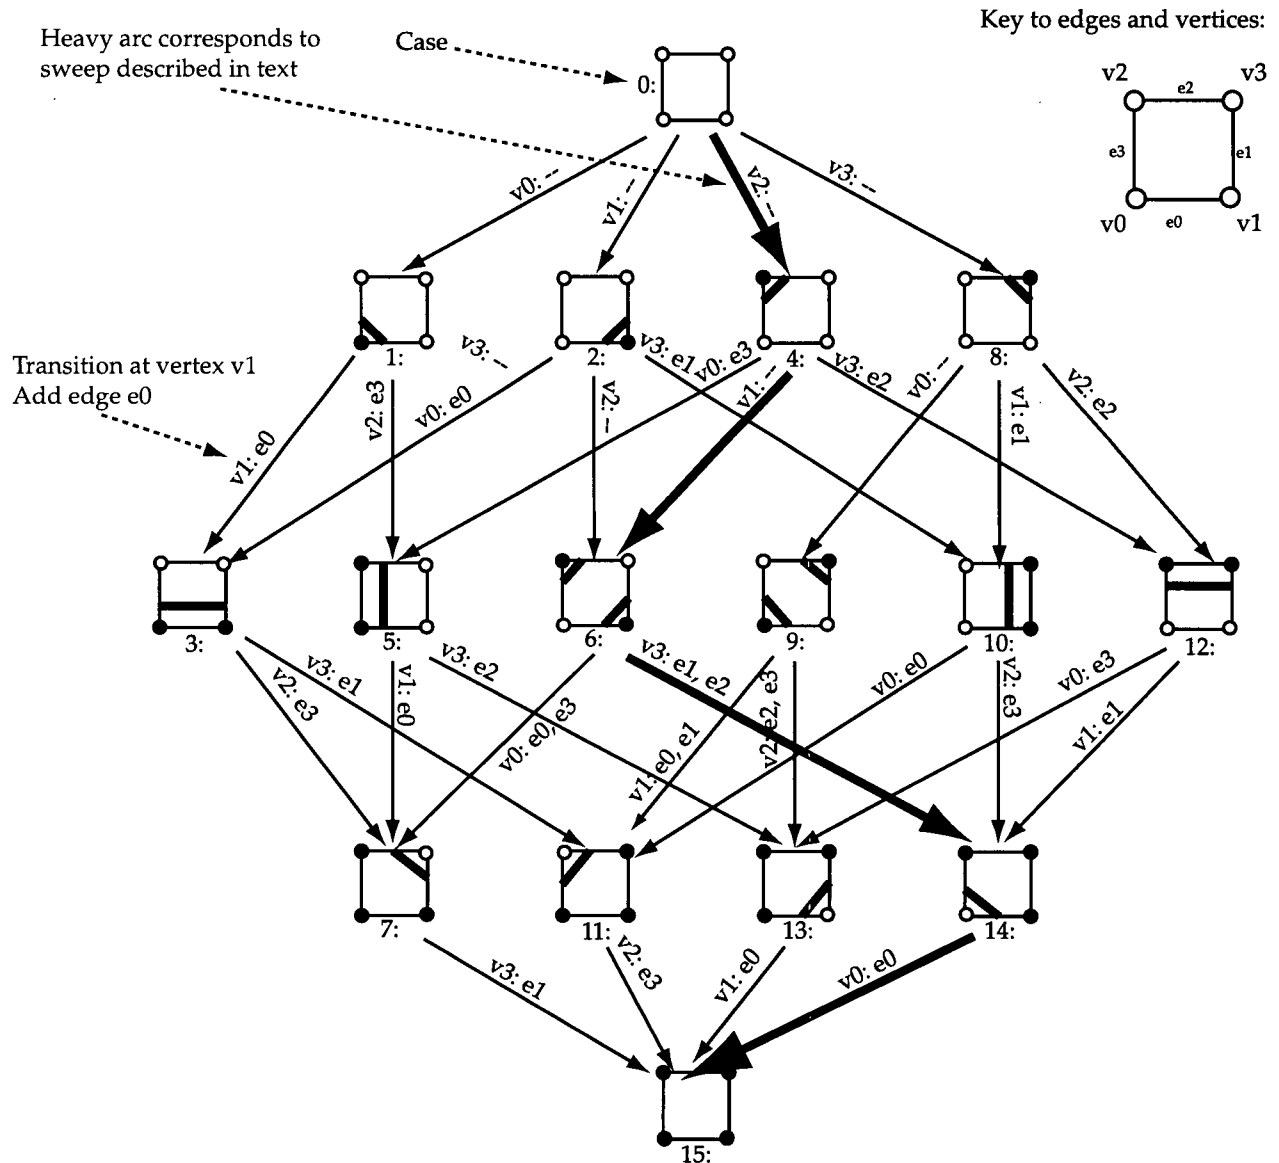 Key to edges and vertices:
Heavy arc corresponds to
sweep described in text
Case
0:
v2
v3
e2
e3
e1
v0
e0
v1
v0: --
v1: --
v2: --
v3: --
1:
2:
4:
8:
Transition at vertex v1
Add edge e0
v1: e0
v2: e3
v3: --
v0: e0
v2: --
v3: e1
v0: e3
v1: --
v3: e2
v0: --
v1: e1
v2: e2
3:
5:
6:
9:
10:
12:
v2: e3
v3: e1
v1: e0
v3: e2
v0: e0, e3
v3: e1, e2
v1: e0, e1
v2: e2, e3
v0: e0
v2: e3
v0: e3
v1: e1
7:
11:
13:
14:
v3: e1
v2: e3
v1: e0
v0: e0
15: